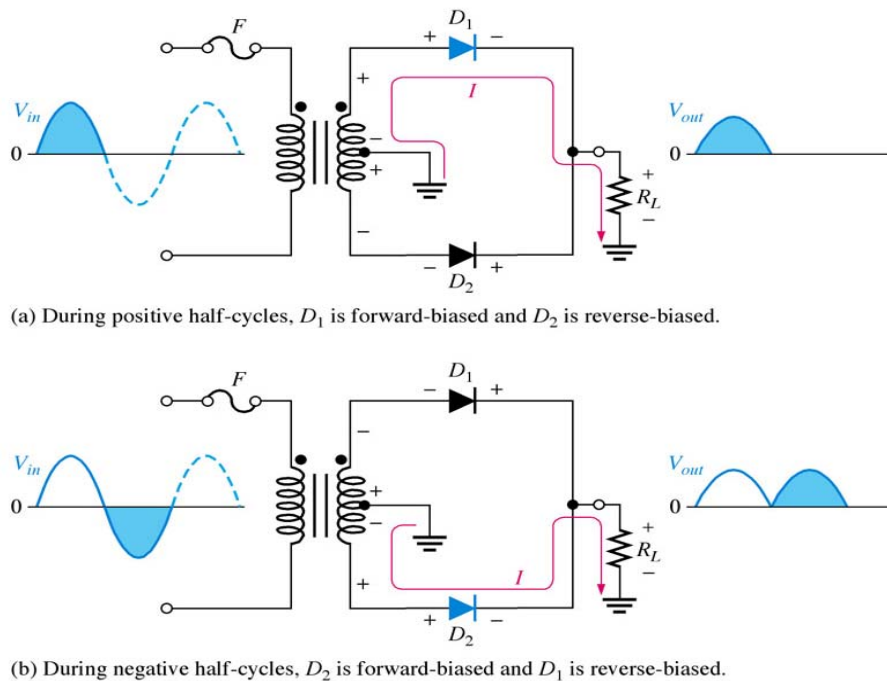 F
D₁
+ −
+
I
V_in
0
−
+
V_out
0
+
R_L
−
−
− +
D₂
(a) During positive half-cycles, D₁ is forward-biased and D₂ is reverse-biased.
F
D₁
− +
−
V_in
0
+
−
V_out
0
+
R_L
−
+
I
+ −
D₂
(b) During negative half-cycles, D₂ is forward-biased and D₁ is reverse-biased.